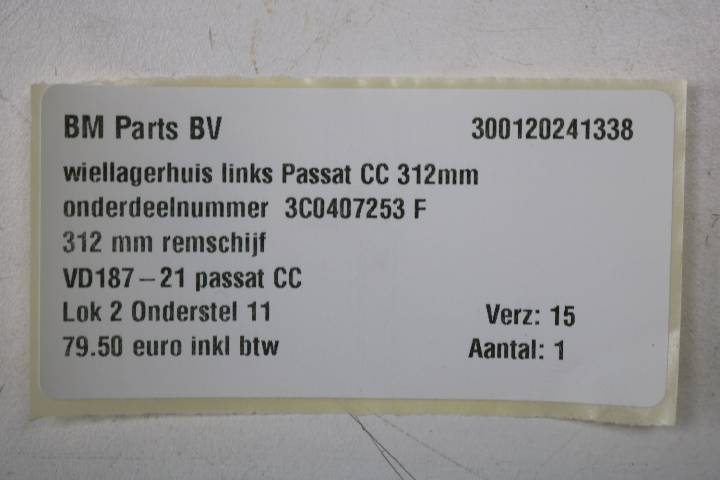 BM Parts BV 300120241338
wiellagerhuis links Passat CC 312mm
onderdeelnummer 3C0407253 F
312 mm remschijf
VD187-21 passat CC
Lok 2 Onderstel 11 Verz: 15
79.50 euro inkl btw Aantal: 1